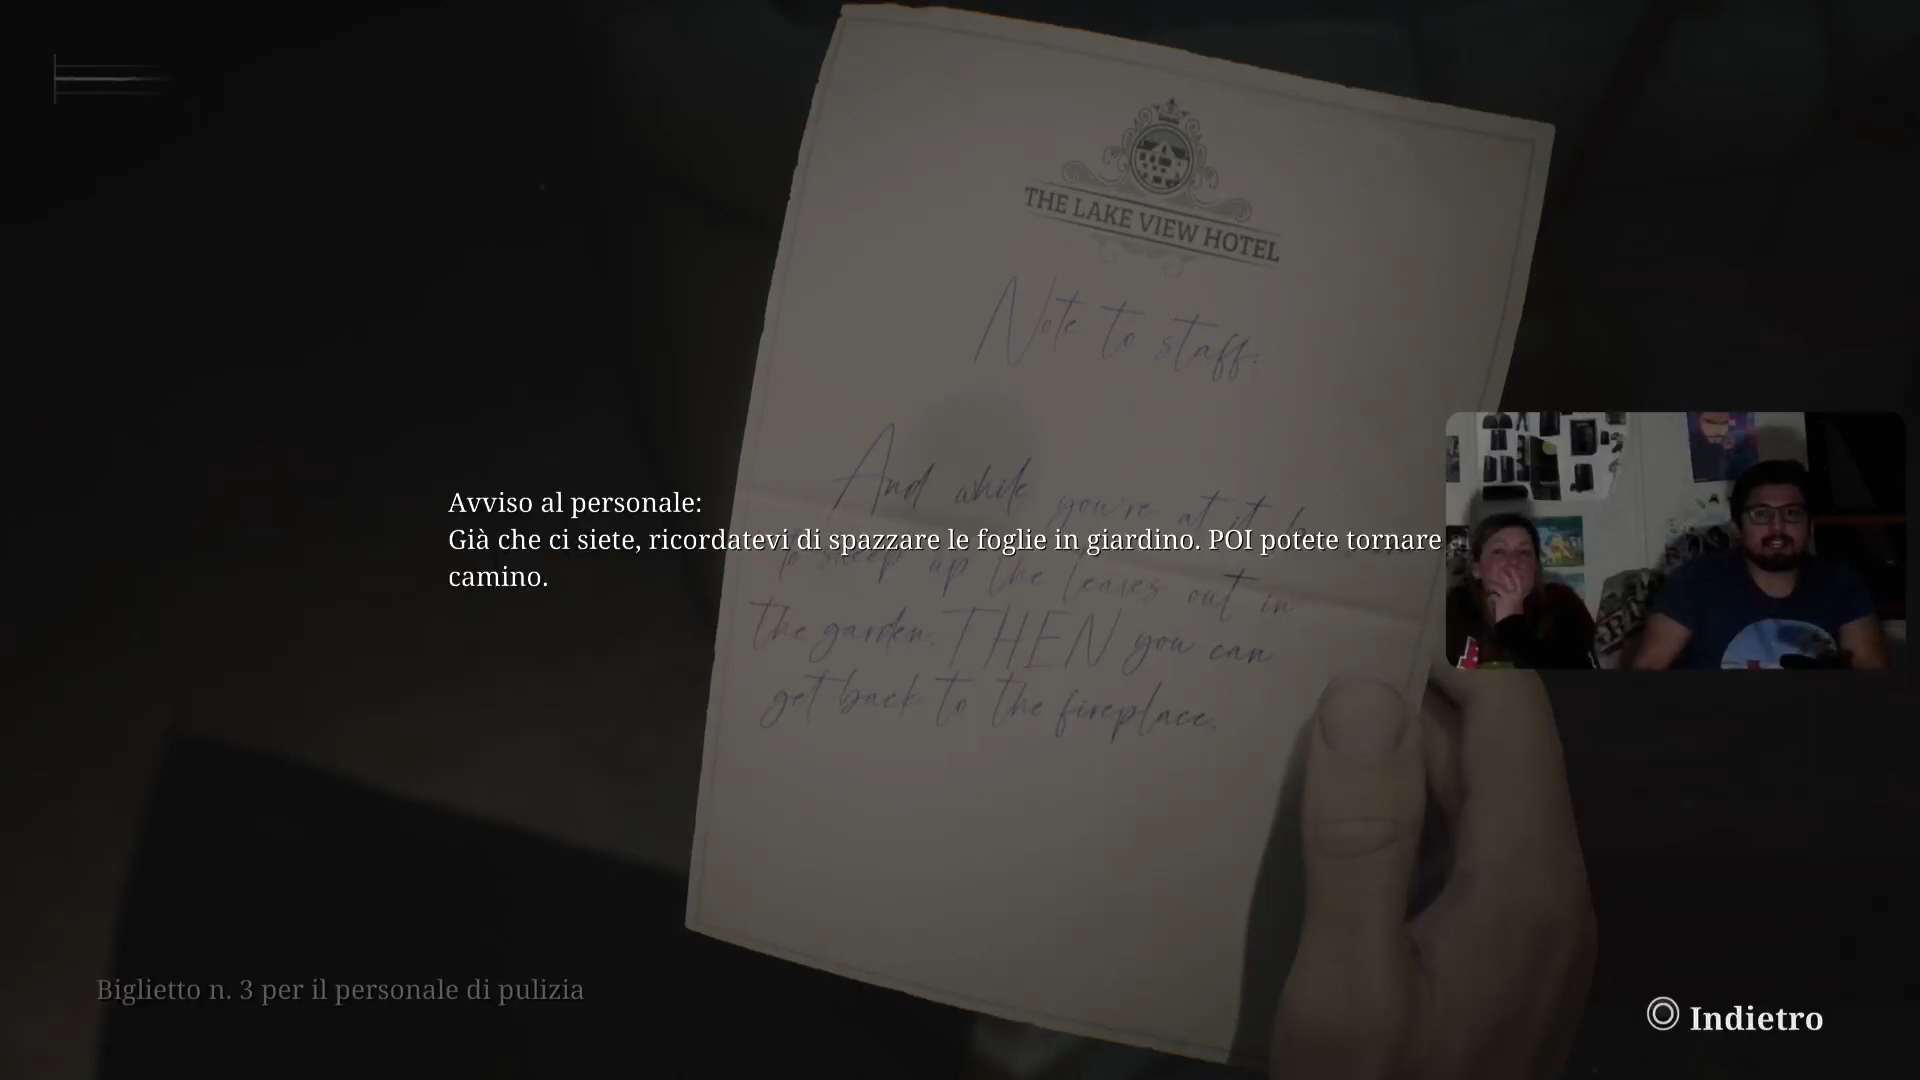 THE LAKE VIEW HOTEL
Note to staff:
And while you're at it
Avviso al personale:
Già che ci siete, ricordatevi di spazzare le foglie in giardino. POI potete tornare
camino.
to sweep up the leaves out in
the garden. THEN you can
get back to the fireplace.
Biglietto n. 3 per il personale di pulizia
Indietro